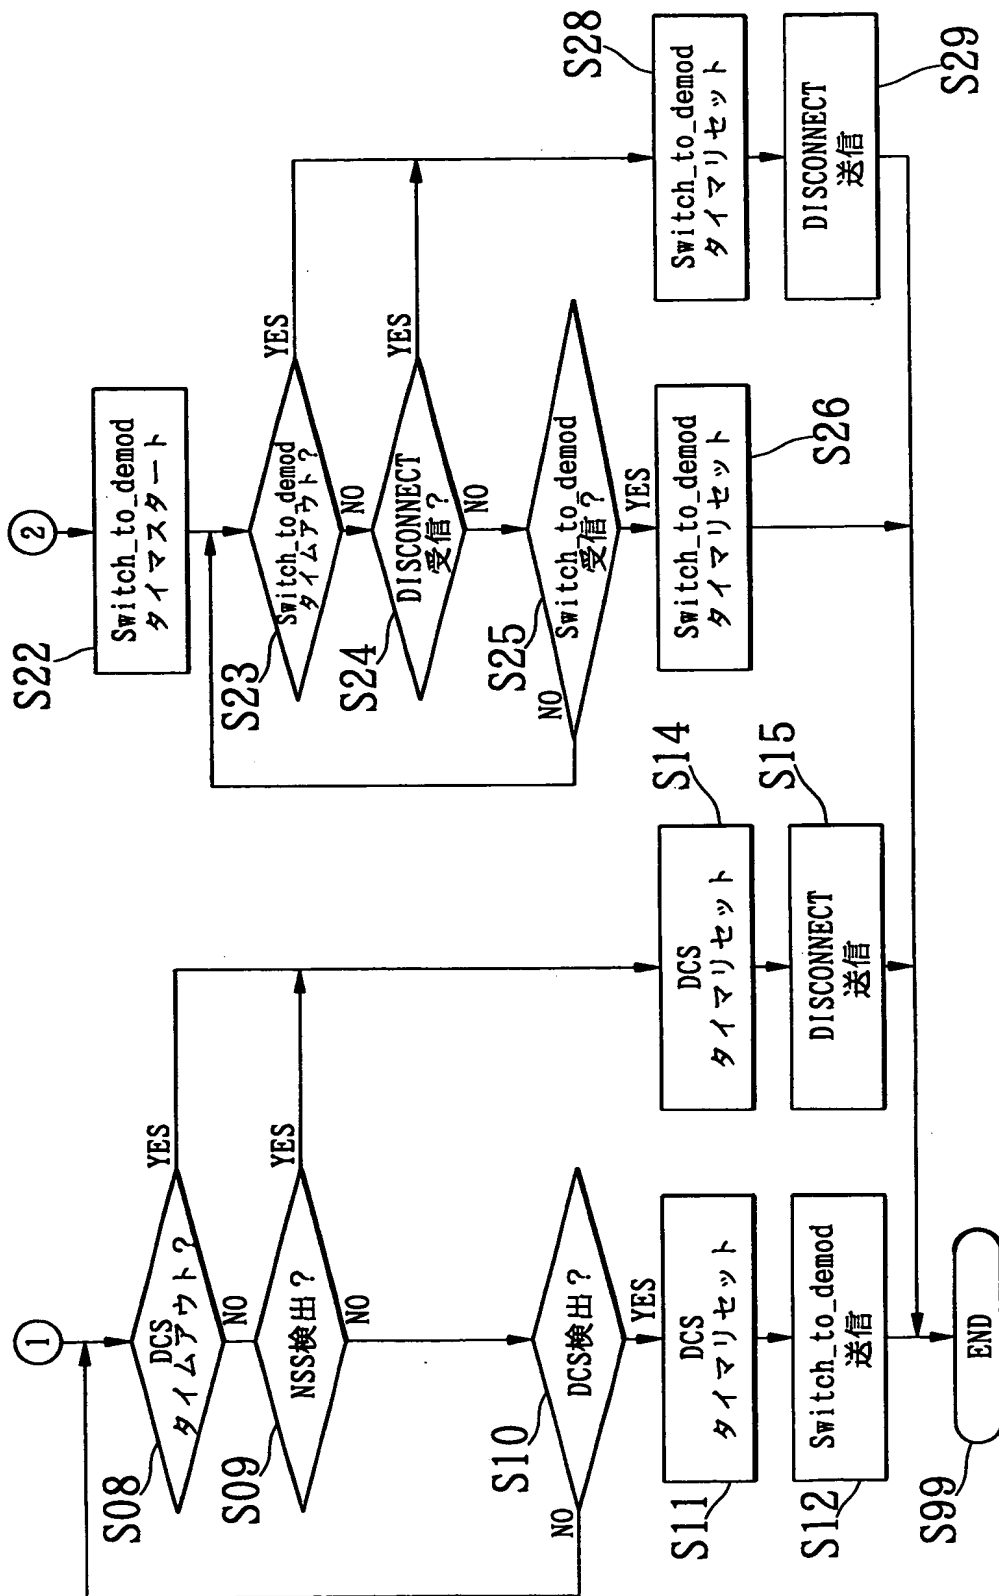 ①
S08
DCS
タイムアウト？
YES
NO
S09
NSS検出？
YES
NO
S10
DCS検出？
NO
YES
S11
DCS
タイマリセット
S12
Switch_to_demod
送信
S99
END
S14
DCS
タイマリセット
S15
DISCONNECT
送信
②
S22
Switch_to_demod
タイマスタート
S23
Switch_to_demod
タイムアウト？
YES
NO
S24
DISCONNECT
受信？
YES
NO
S25
Switch_to_demod
受信？
NO
YES
S26
Switch_to_demod
タイマリセット
S28
Switch_to_demod
タイマリセット
S29
DISCONNECT
送信